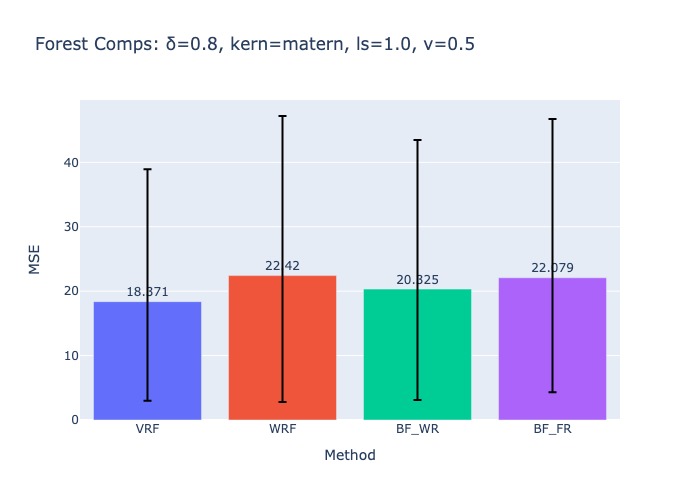 Forest Comps: δ=0.8, kern=matern, ls=1.0, v=0.5
MSE
40
30
20
10
0
18.371
22.42
20.325
22.079
VRF
WRF
BF_WR
BF_FR
Method